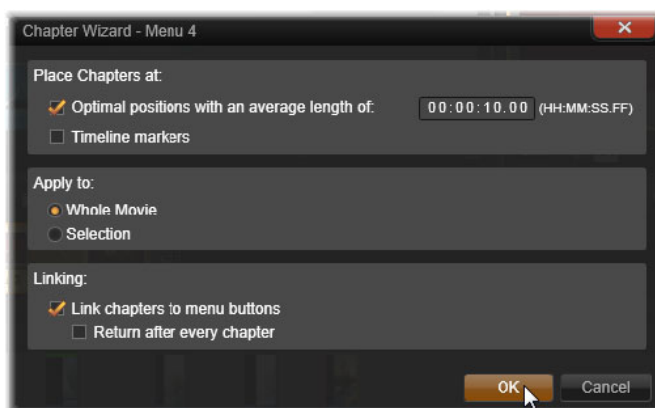 Chapter Wizard - Menu 4
Place Chapters at:
Optimal positions with an average length of: 00:00:10.00 (HH:MM:SS.FF)
Timeline markers
Apply to:
Whole Movie
Selection
Linking:
Link chapters to menu buttons
Return after every chapter
OK Cancel